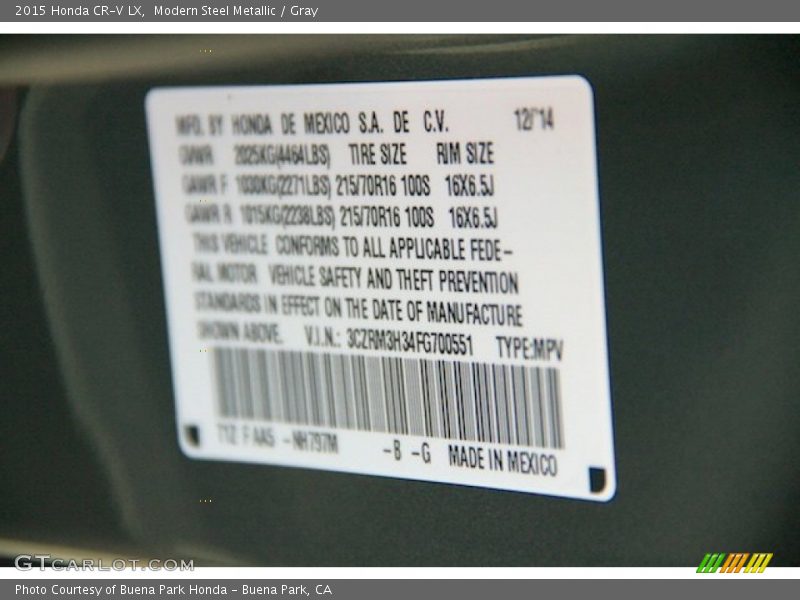 2015 Honda CR-V LX,  Modern Steel Metallic / Gray
MFD. BY HONDA DE MEXICO S.A. DE C.V. 12/'14
GVWR 2025KG(4464LBS) TIRE SIZE RIM SIZE
GAWR F 1030KG(2271LBS) 215/70R16 100S 16X6.5J
GAWR R 1015KG(2238LBS) 215/70R16 100S 16X6.5J
THIS VEHICLE CONFORMS TO ALL APPLICABLE FEDE-
RAL MOTOR VEHICLE SAFETY AND THEFT PREVENTION
STANDARDS IN EFFECT ON THE DATE OF MANUFACTURE
SHOWN ABOVE. V.I.N.: 3CZRM3H34FG700551 TYPE:MPV
T1Z F AA5 -NH797M -B -G MADE IN MEXICO
GTCARLOT.COM
Photo Courtesy of Buena Park Honda - Buena Park, CA